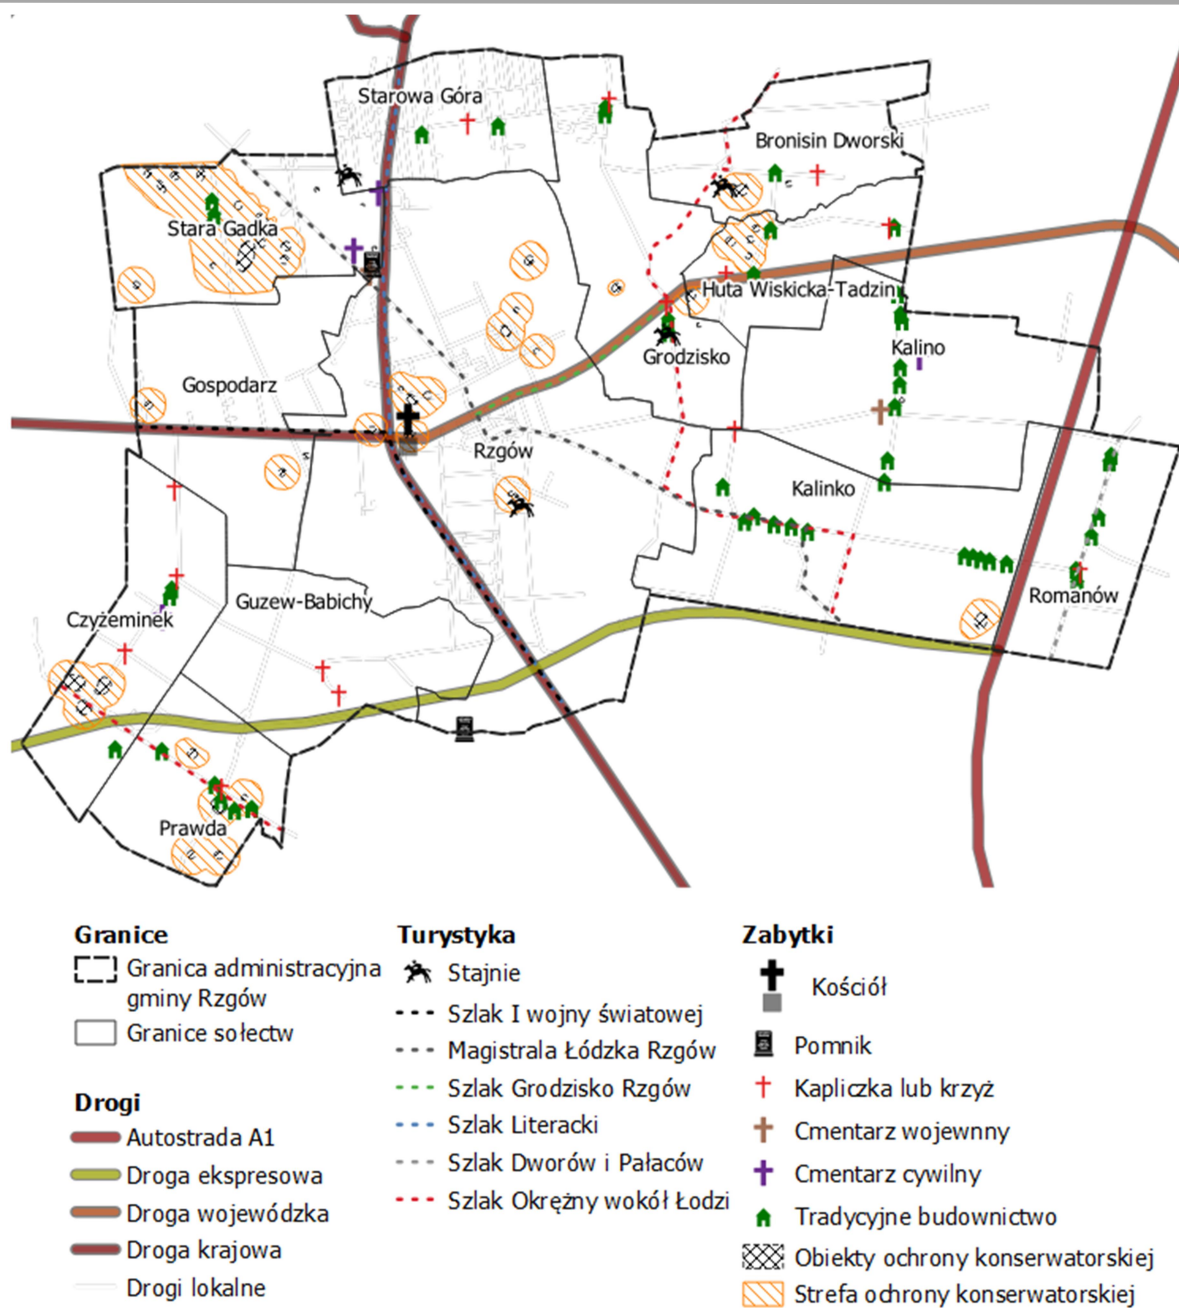 Starowa Góra
Bronisin Dworski
Stara Gadka
Huta Wiskicka-Tadzin
Kalino
Grodzisko
Gospodarz
Rzgów
Kalinko
Romanów
Guzew-Babichy
Czyżeminek
Prawda
Granice
Granica administracyjna
gminy Rzgów
Granice sołectw
Drogi
Autostrada A1
Droga ekspresowa
Droga wojewódzka
Droga krajowa
Drogi lokalne
Turystyka
Stajnie
Szlak I wojny światowej
Magistrala Łódzka Rzgów
Szlak Grodzisko Rzgów
Szlak Literacki
Szlak Dworów i Pałaców
Szlak Okrężny wokół Łodzi
Zabytki
Kościół
Pomnik
Kapliczka lub krzyż
Cmentarz wojewnny
Cmentarz cywilny
Tradycyjne budownictwo
Obiekty ochrony konserwatorskiej
Strefa ochrony konserwatorskiej